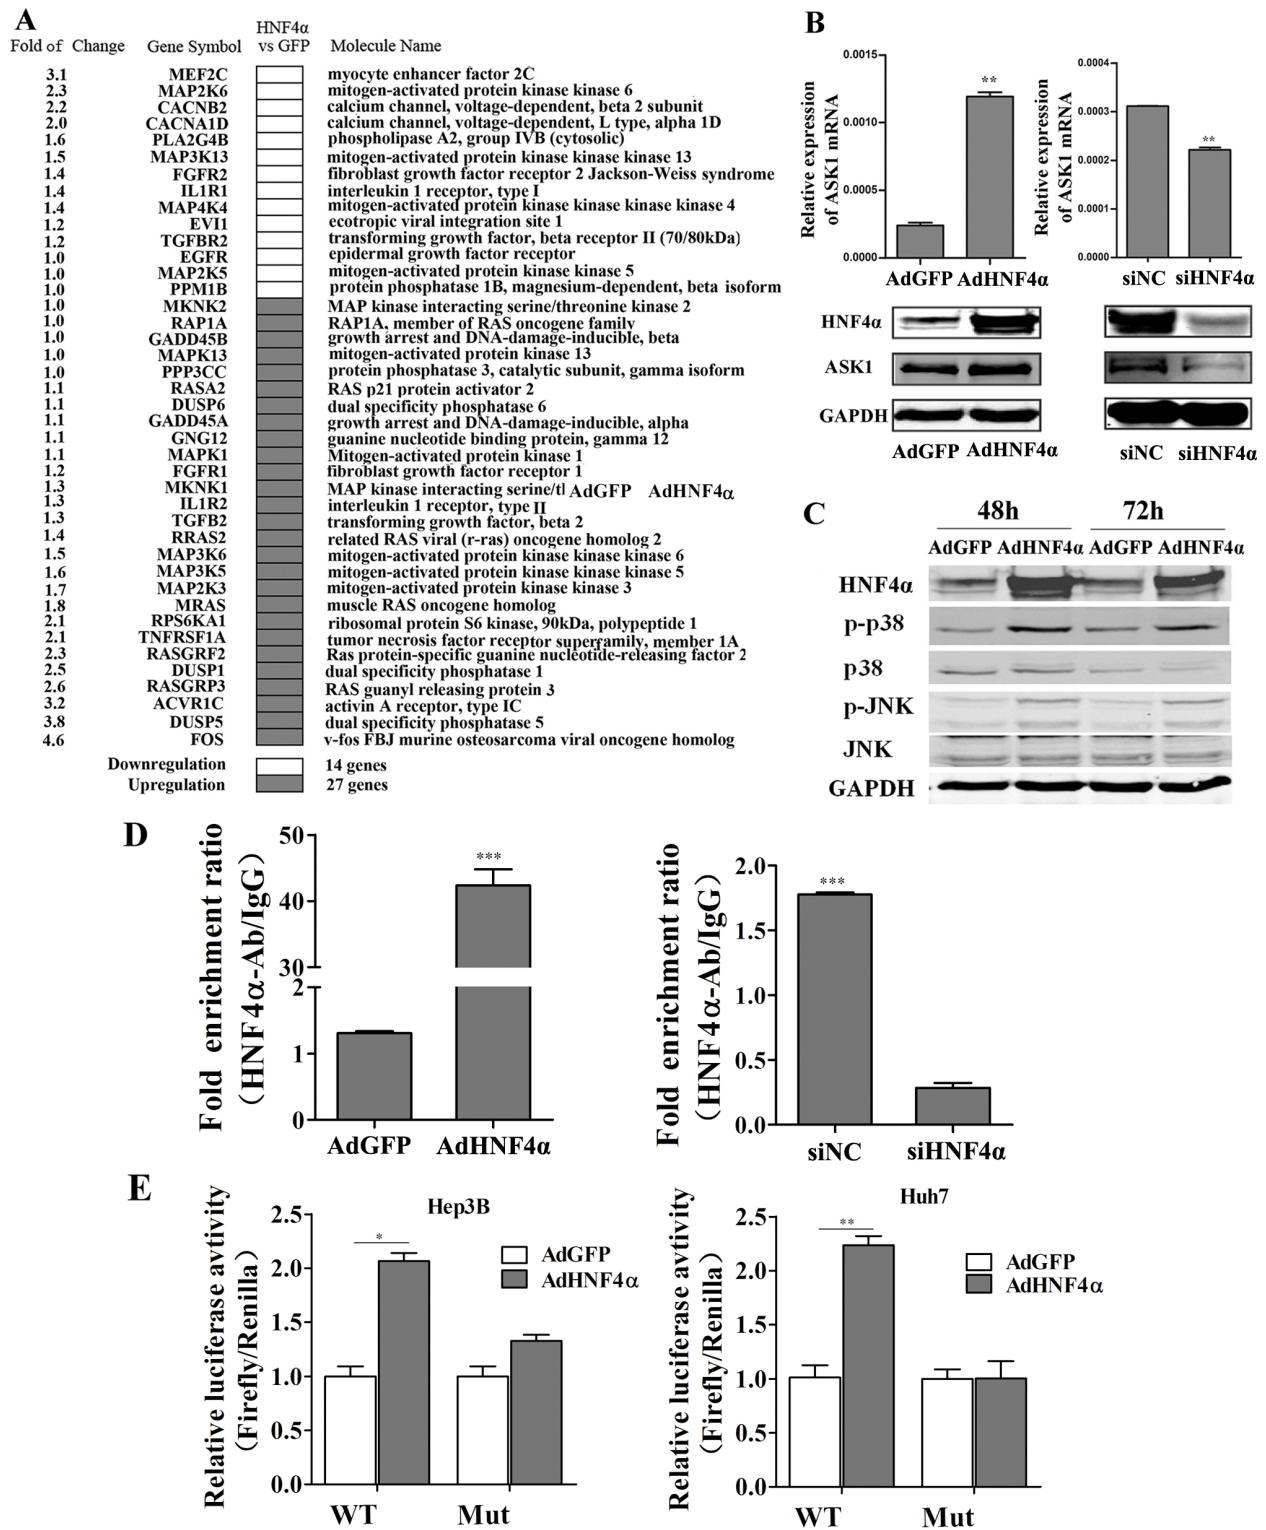 A
Fold of Change Gene Symbol HNF4α vs GFP Molecule Name
3.1 MEF2C myocyte enhancer factor 2C
2.3 MAP2K6 mitogen-activated protein kinase kinase 6
2.2 CACNB2 calcium channel, voltage-dependent, beta 2 subunit
2.0 CACNA1D calcium channel, voltage-dependent, L type, alpha 1D
1.6 PLA2G4B phospholipase A2, group IVB (cytosolic)
1.5 MAP3K13 mitogen-activated protein kinase kinase kinase 13
1.4 FGFR2 fibroblast growth factor receptor 2 Jackson-Weiss syndrome
1.4 IL1R1 interleukin 1 receptor, type I
1.4 MAP4K4 mitogen-activated protein kinase kinase kinase kinase 4
1.2 EVI1 ecotropic viral integration site 1
1.2 TGFBR2 transforming growth factor, beta receptor II (70/80kDa)
1.0 EGFR epidermal growth factor receptor
1.0 MAP2K5 mitogen-activated protein kinase kinase 5
1.0 PPM1B protein phosphatase 1B, magnesium-dependent, beta isoform
1.0 MKNK2 MAP kinase interacting serine/threonine kinase 2
1.0 RAP1A RAP1A, member of RAS oncogene family
1.0 GADD45B growth arrest and DNA-damage-inducible, beta
1.0 MAPK13 mitogen-activated protein kinase 13
1.0 PPP3CC protein phosphatase 3, catalytic subunit, gamma isoform
1.1 RASA2 RAS p21 protein activator 2
1.1 DUSP6 dual specificity phosphatase 6
1.1 GADD45A growth arrest and DNA-damage-inducible, alpha
1.1 GNG12 guanine nucleotide binding protein, gamma 12
1.1 MAPK1 Mitogen-activated protein kinase 1
1.2 FGFR1 fibroblast growth factor receptor 1
1.3 MKNK1 MAP kinase interacting serine/tl AdGFP AdHNF4α
1.3 IL1R2 interleukin 1 receptor, type II
1.3 TGFB2 transforming growth factor, beta 2
1.4 RRAS2 related RAS viral (r-ras) oncogene homolog 2
1.5 MAP3K6 mitogen-activated protein kinase kinase kinase 6
1.6 MAP3K5 mitogen-activated protein kinase kinase kinase 5
1.7 MAP2K3 mitogen-activated protein kinase kinase 3
1.8 MRAS muscle RAS oncogene homolog
2.1 RPS6KA1 ribosomal protein S6 kinase, 90kDa, polypeptide 1
2.1 TNFRSF1A tumor necrosis factor receptor superfamily, member 1A
2.3 RASGRF2 Ras protein-specific guanine nucleotide-releasing factor 2
2.5 DUSP1 dual specificity phosphatase 1
2.6 RASGRP3 RAS guanyl releasing protein 3
3.2 ACVR1C activin A receptor, type IC
3.8 DUSP5 dual specificity phosphatase 5
4.6 FOS v-fos FBJ murine osteosarcoma viral oncogene homolog
Downregulation 14 genes
Upregulation 27 genes
B
Relative expression
of ASK1 mRNA
0.0015
0.0010
0.0005
0.0000
**
AdGFP AdHNF4α
Relative expression
of ASK1 mRNA
0.0004
0.0003
0.0002
0.0001
0.0000
**
siNC siHNF4α
HNF4α
ASK1
GAPDH
AdGFP AdHNF4α
siNC siHNF4α
C
48h 72h
AdGFP AdHNF4α AdGFP AdHNF4α
HNF4α
p-p38
p38
p-JNK
JNK
GAPDH
D
Fold enrichment ratio
(HNF4α-Ab/IgG)
50
40
30
2
1
0
***
AdGFP AdHNF4α
Fold enrichment ratio
(HNF4α-Ab/IgG)
2.0
1.5
1.0
0.5
0.0
***
siNC siHNF4α
E
Relative luciferase avtivity
(Firefly/Renilla)
Hep3B
2.5
2.0
1.5
1.0
0.5
0.0
*
AdGFP
AdHNF4α
WT Mut
Relative luciferase avtivity
(Firefly/Renilla)
Huh7
2.5
2.0
1.5
1.0
0.5
0.0
**
AdGFP
AdHNF4α
WT Mut